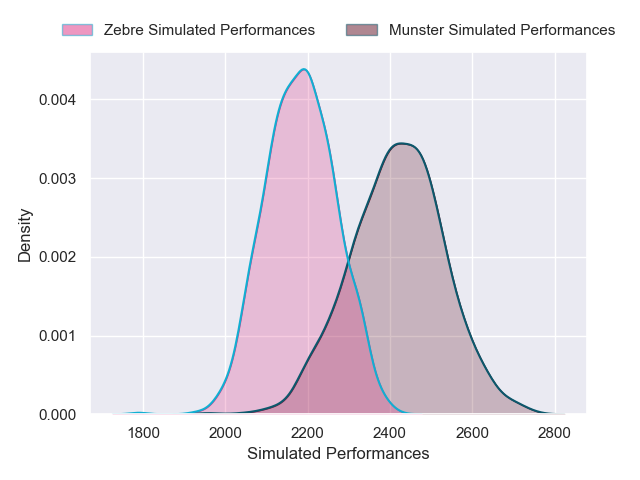 Zebre Simulated Performances Munster Simulated Performances
0.004
0.003
0.002
0.001
0.000
Density
1800 2000 2200 2400 2600 2800
Simulated Performances